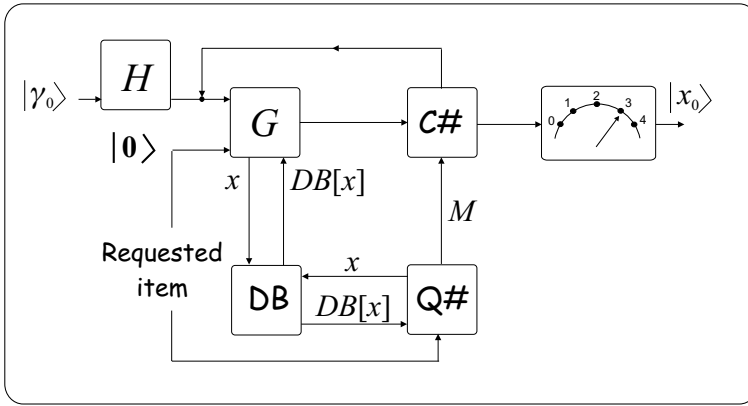 |γ₀⟩
H
|0⟩
G
C#
0 1 2 3 4
|x₀⟩
x
DB[x]
M
Requested
item
DB
x
DB[x]
Q#